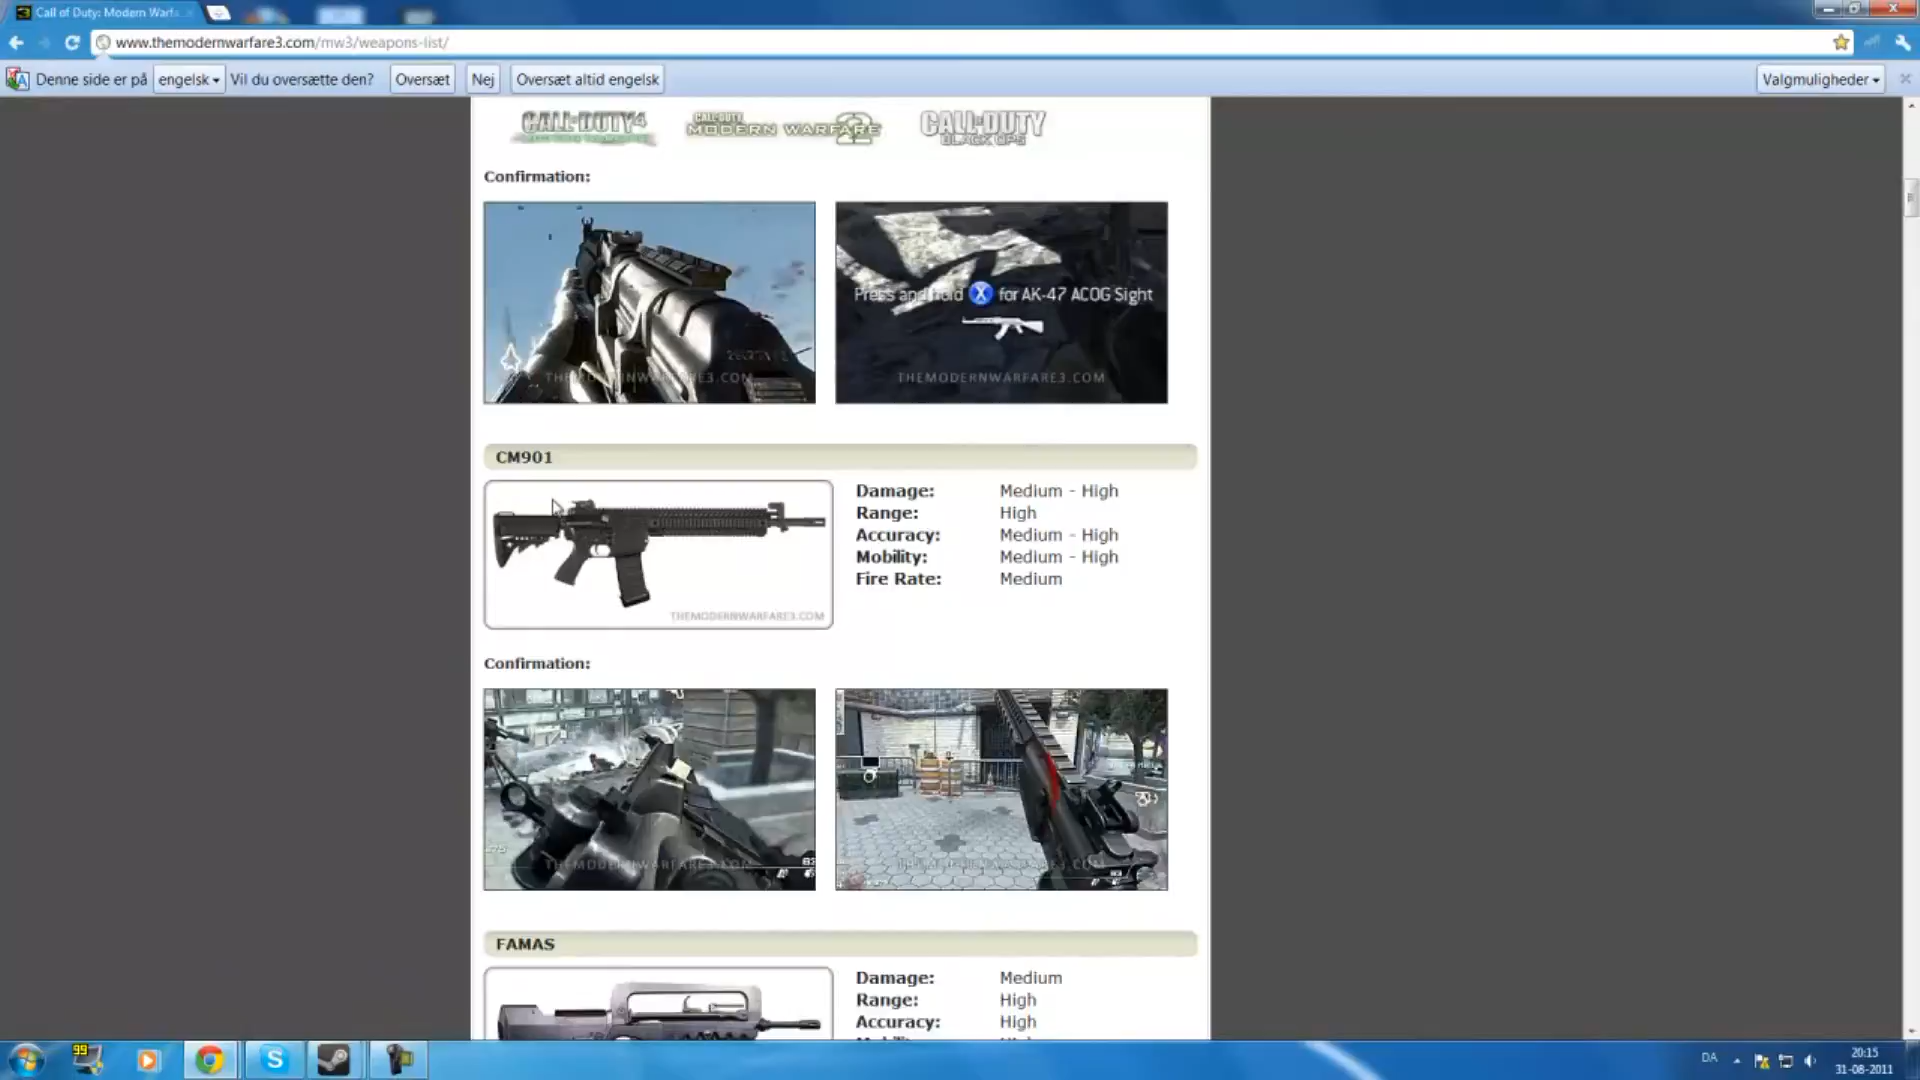 Call of Duty: Modern Warfa
www.themodernwarfare3.com/mw3/weapons-list/
Denne side er på engelsk Vil du oversætte den? Oversæt Nej Oversæt altid engelsk Valgmuligheder
CALL OF DUTY 4 CALL OF DUTY MODERN WARFARE 2 CALL OF DUTY BLACK OPS
Confirmation:
Press and hold X for AK-47 ACOG Sight
THEMODERNWARFARE3.COM THEMODERNWARFARE3.COM
CM901
Damage: Medium - High
Range: High
Accuracy: Medium - High
Mobility: Medium - High
Fire Rate: Medium
THEMODERNWARFARE3.COM
Confirmation:
THEMODERNWARFARE3.COM THEMODERNWARFARE3.COM
FAMAS
Damage: Medium
Range: High
Accuracy: High
99
DA
20:15
31-08-2011